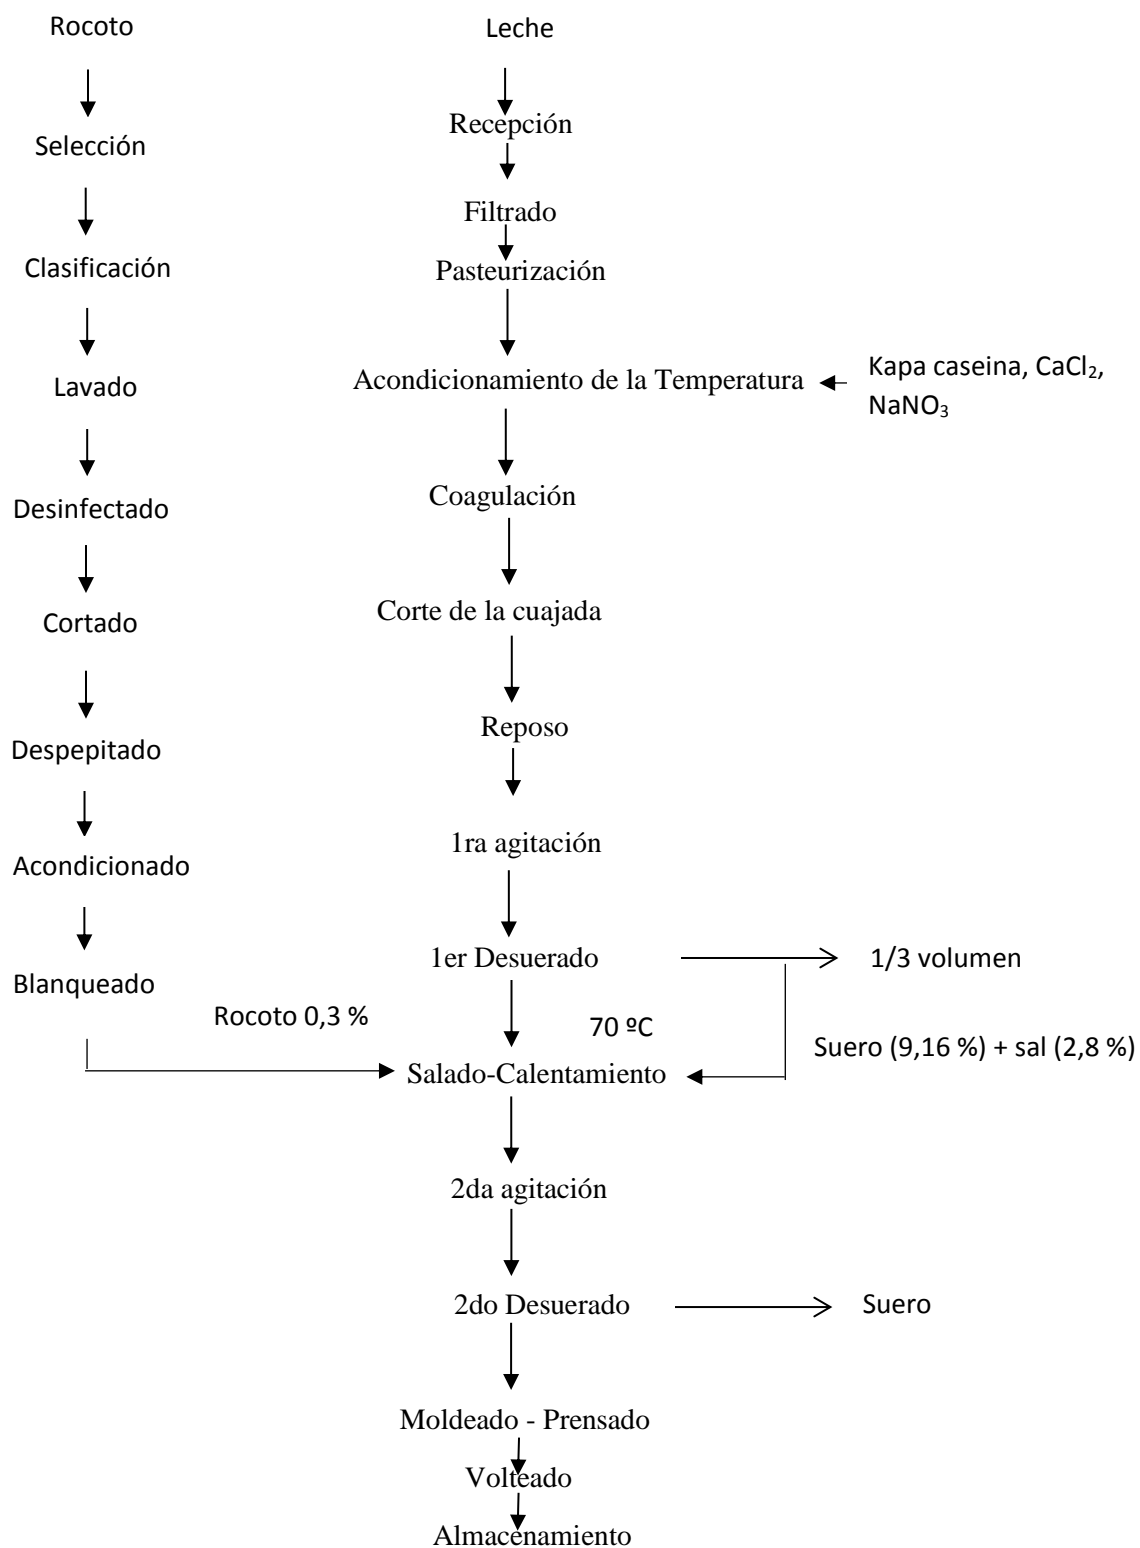 Rocoto
Selección
Clasificación
Lavado
Desinfectado
Cortado
Despepitado
Acondicionado
Blanqueado
Rocoto 0,3 %
Leche
Recepción
Filtrado
Pasteurización
Acondicionamiento de la Temperatura
Kapa caseina, CaCl₂,
NaNO₃
Coagulación
Corte de la cuajada
Reposo
1ra agitación
1er Desuerado
1/3 volumen
70 ºC
Suero (9,16 %) + sal (2,8 %)
Salado-Calentamiento
2da agitación
2do Desuerado
Suero
Moldeado - Prensado
Volteado
Almacenamiento